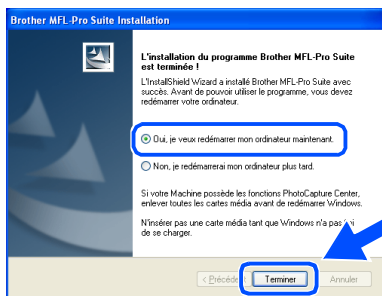 Brother MFL-Pro Suite Installation
L'installation du programme Brother MFL-Pro Suite
est terminée !
L'InstallShield Wizard a installé Brother MFL-Pro Suite avec
succès. Avant de pouvoir utiliser le programme, vous devez
redémarrer votre ordinateur.
Oui, je veux redémarrer mon ordinateur maintenant.
Non, je redémarrerai mon ordinateur plus tard.
Si votre Machine possède les fonctions PhotoCapture Center,
enlever toutes les cartes média avant de redémarrer Windows.
N'insérer pas une carte média tant que Windows n'a pas
de se charger.
< Précéde Terminer Annuler